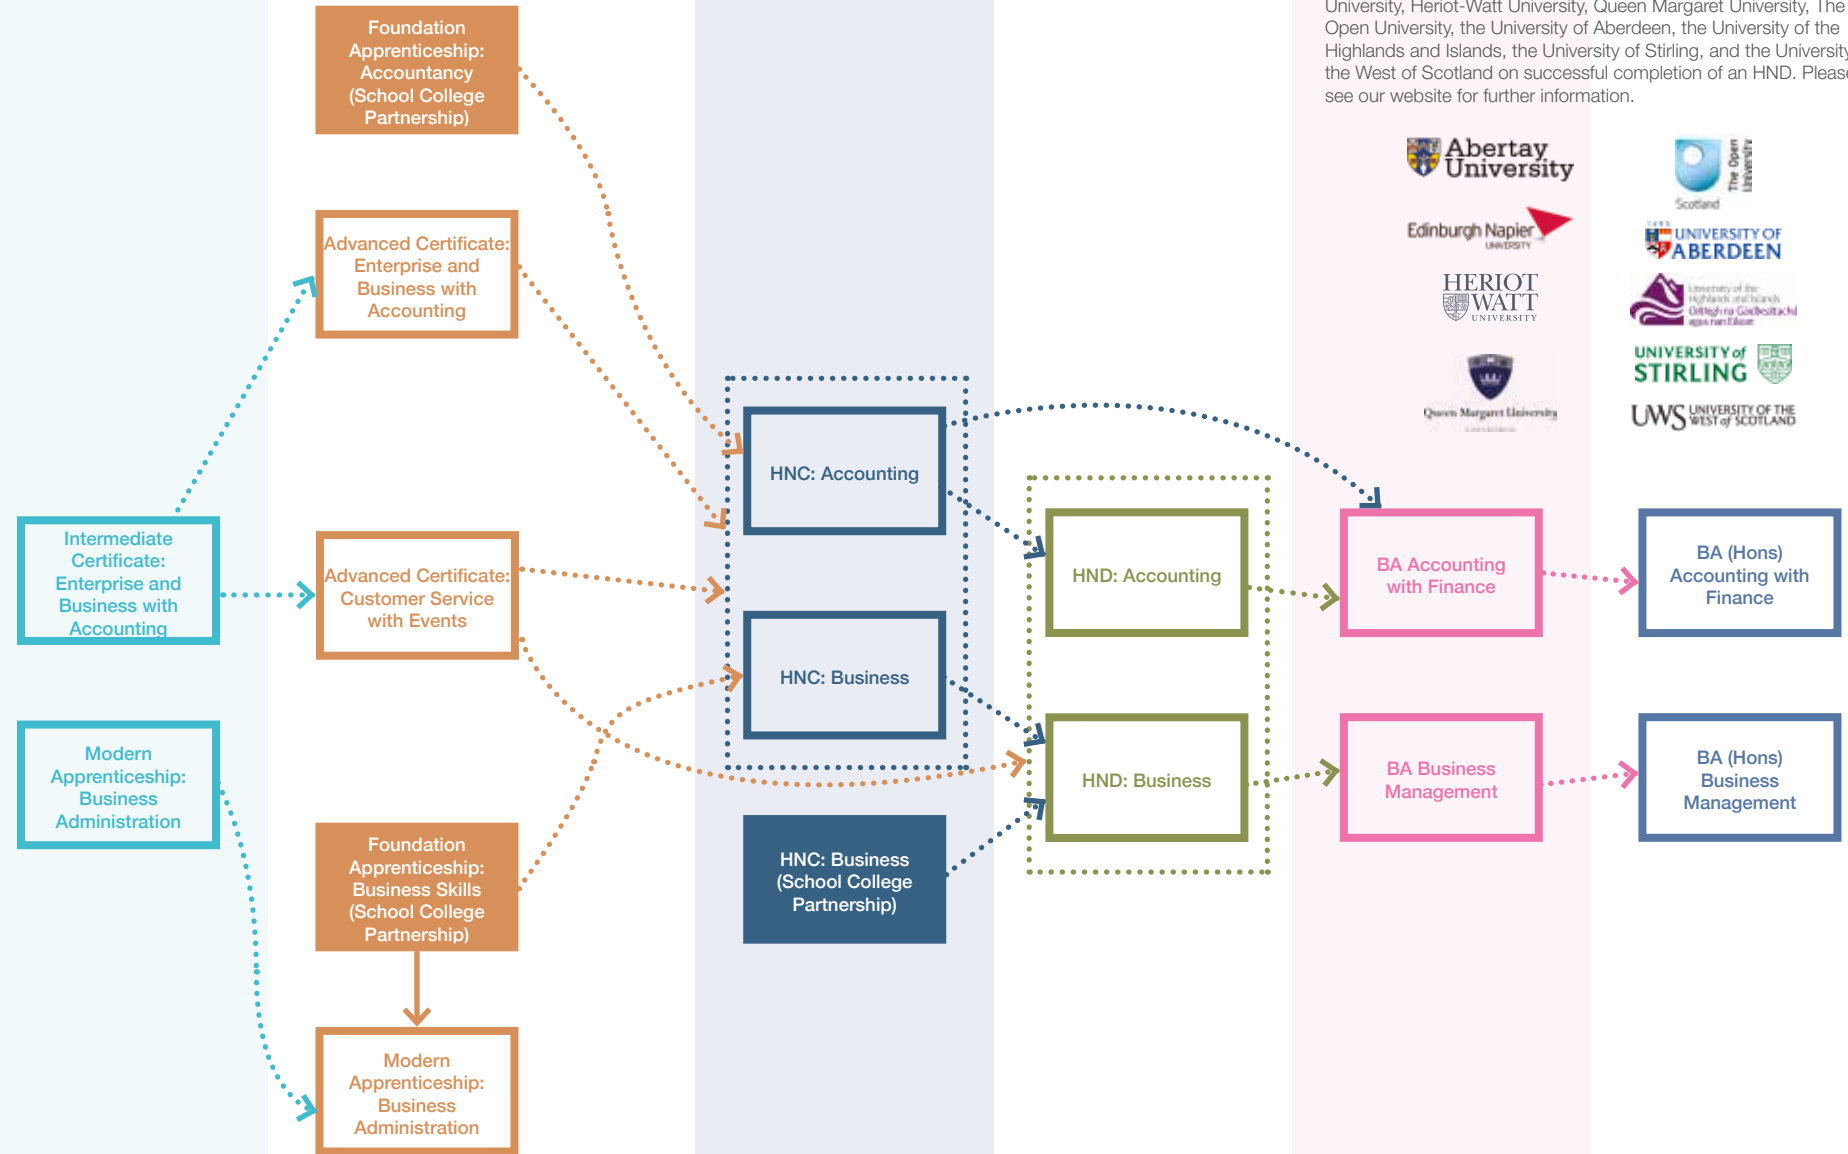 University, Heriot-Watt University, Queen Margaret University, The
Open University, the University of Aberdeen, the University of the
Highlands and Islands, the University of Stirling, and the University
the West of Scotland on successful completion of an HND. Please
see our website for further information.
Abertay
University
The Open
University
Scotland
Edinburgh Napier
UNIVERSITY
UNIVERSITY OF
ABERDEEN
HERIOT
WATT
UNIVERSITY
University of the
Highlands and Islands
UNIVERSITY of
STIRLING
Queen Margaret University
UWS UNIVERSITY OF THE
WEST of SCOTLAND
Foundation
Apprenticeship:
Accountancy
(School College
Partnership)
Advanced Certificate:
Enterprise and
Business with
Accounting
Intermediate
Certificate:
Enterprise and
Business with
Accounting
Advanced Certificate:
Customer Service
with Events
Modern
Apprenticeship:
Business
Administration
Foundation
Apprenticeship:
Business Skills
(School College
Partnership)
Modern
Apprenticeship:
Business
Administration
HNC: Accounting
HNC: Business
HNC: Business
(School College
Partnership)
HND: Accounting
HND: Business
BA Accounting
with Finance
BA Business
Management
BA (Hons)
Accounting with
Finance
BA (Hons)
Business
Management